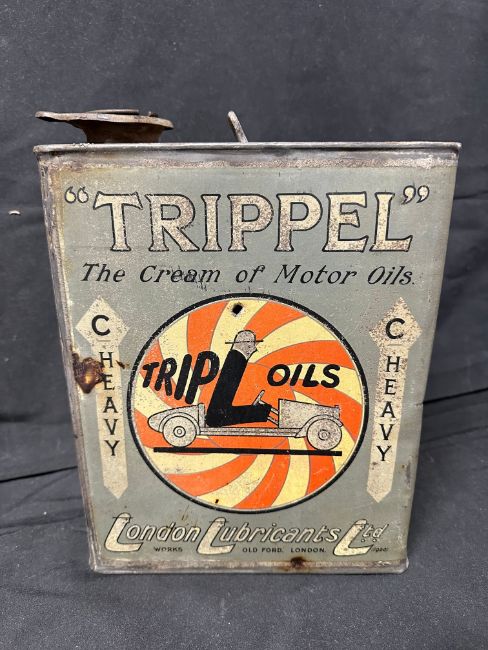 “TRIPPEL”
The Cream of Motor Oils.
C HEAVY
TRIPL OILS
C HEAVY
London Lubricants Ltd
WORKS OLD FORD, LONDON.